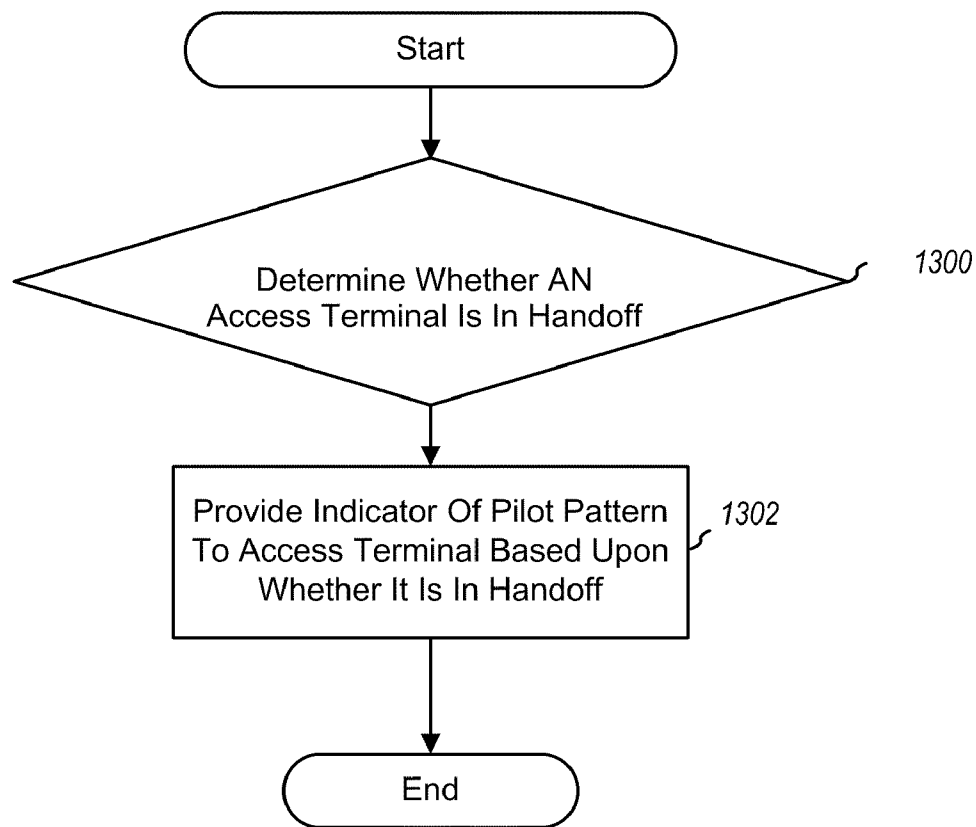 Start
Determine Whether AN
Access Terminal Is In Handoff
1300
Provide Indicator Of Pilot Pattern
To Access Terminal Based Upon
Whether It Is In Handoff
1302
End